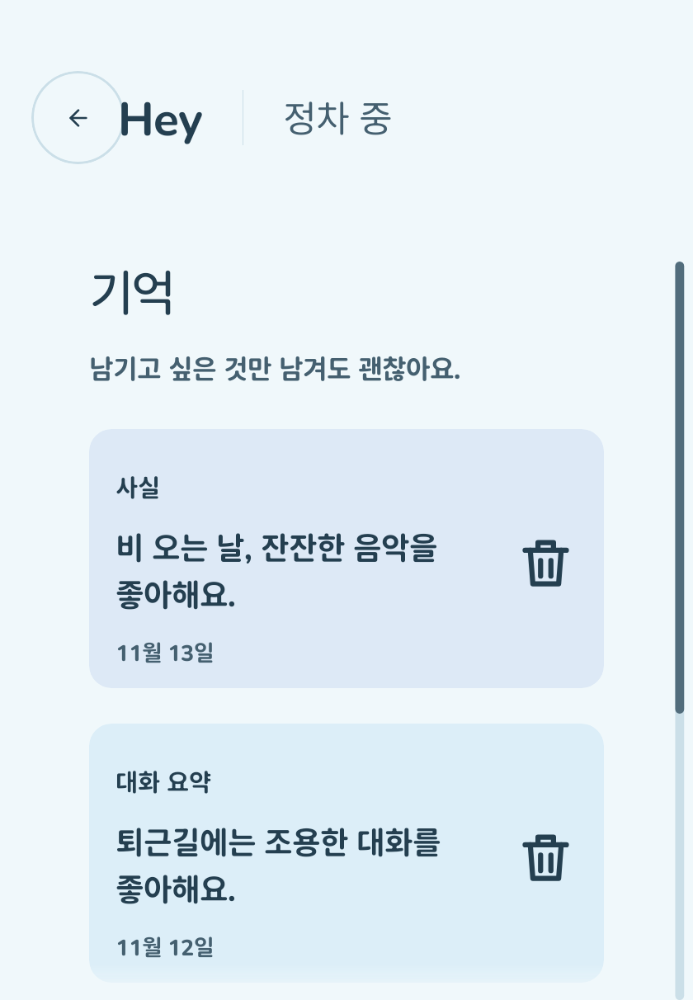 Hey
정차 중
기억
남기고 싶은 것만 남겨도 괜찮아요.
사실
비 오는 날, 잔잔한 음악을
좋아해요.
11월 13일
대화 요약
퇴근길에는 조용한 대화를
좋아해요.
11월 12일